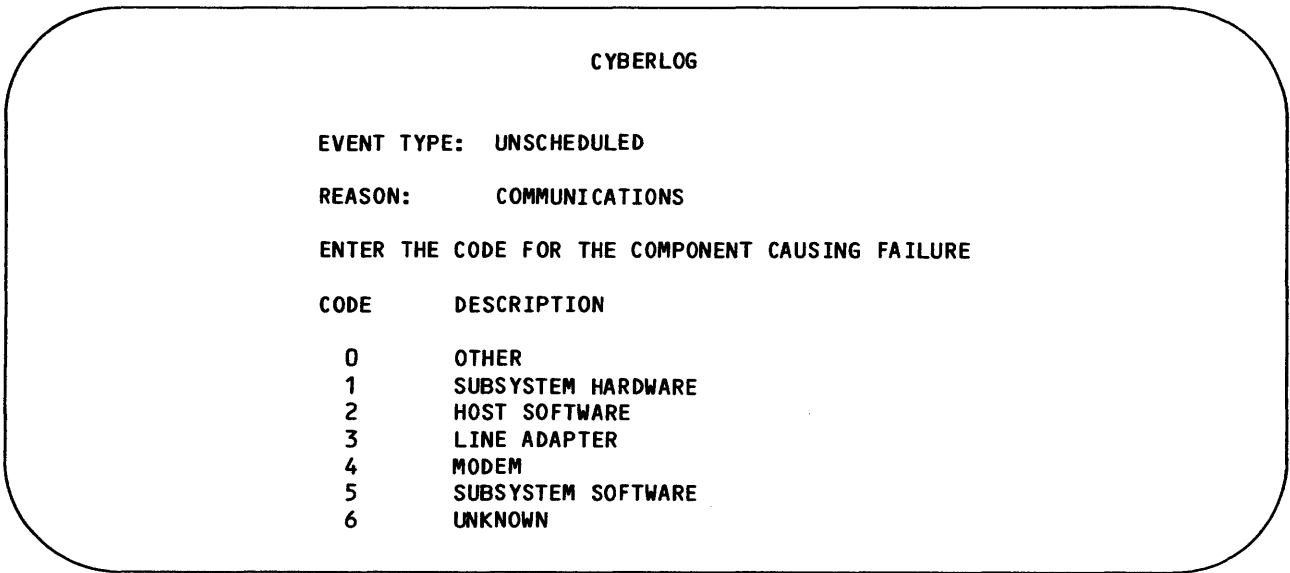 CYBERLOG
EVENT TYPE: UNSCHEDULED
REASON: COMMUNICATIONS
ENTER THE CODE FOR THE COMPONENT CAUSING FAILURE
CODE DESCRIPTION
0 OTHER
1 SUBSYSTEM HARDWARE
2 HOST SOFTWARE
3 LINE ADAPTER
4 MODEM
5 SUBSYSTEM SOFTWARE
6 UNKNOWN